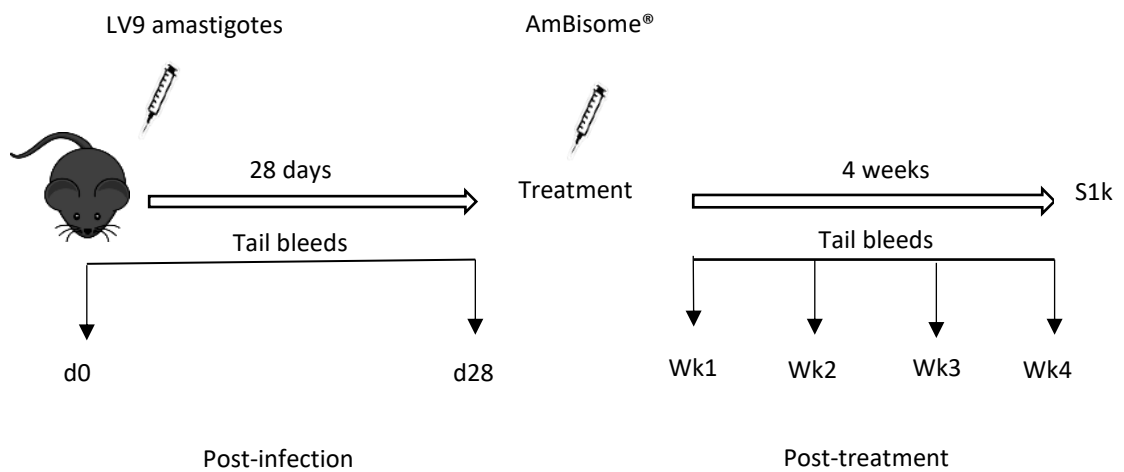 LV9 amastigotes AmBisome®
28 days Treatment 4 weeks S1k
Tail bleeds Tail bleeds
d0 d28 Wk1 Wk2 Wk3 Wk4
Post-infection Post-treatment